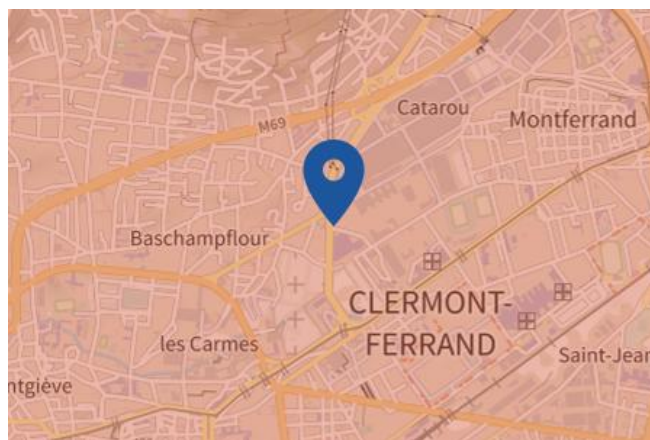 Catarou
Montferrand
M69
Baschampflour
CLERMONT-
FERRAND
les Carmes
Saint-Jean
ntgiève